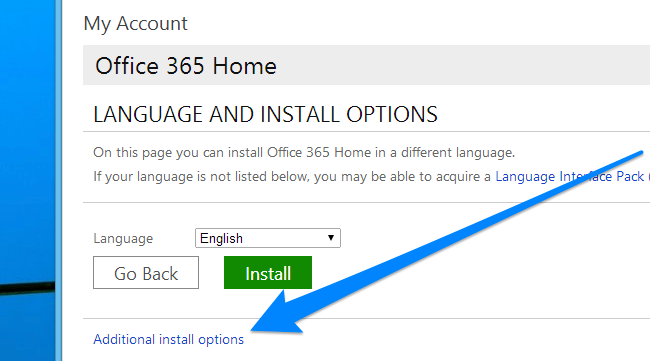 My Account
Office 365 Home
LANGUAGE AND INSTALL OPTIONS
On this page you can install Office 365 Home in a different language.
If your language is not listed below, you may be able to acquire a Language Interface Pack (
Language English
Go Back Install
Additional install options